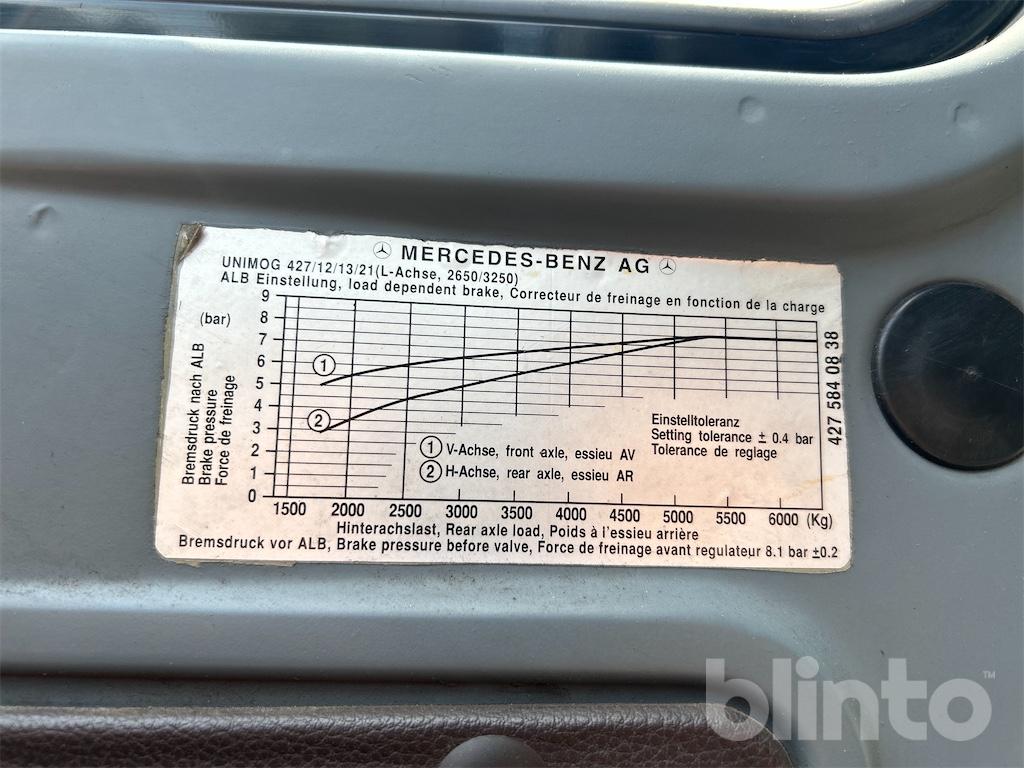 MERCEDES-BENZ AG
UNIMOG 427/12/13/21(L-Achse, 2650/3250)
ALB Einstellung, load dependent brake, Correcteur de freinage en fonction de la charge
(bar)
Bremsdruck nach ALB
Brake pressure
Force de freinage
9
8
7
6
5
4
3
2
1
0
1
2
Einstelltoleranz
Setting tolerance ± 0.4 bar
Tolerance de reglage
1 V-Achse, front axle, essieu AV
2 H-Achse, rear axle, essieu AR
427 584 08 38
1500 2000 2500 3000 3500 4000 4500 5000 5500 6000 (Kg)
Hinterachslast, Rear axle load, Poids à l'essieu arrière
Bremsdruck vor ALB, Brake pressure before valve, Force de freinage avant regulateur 8.1 bar ±0.2
blinto™